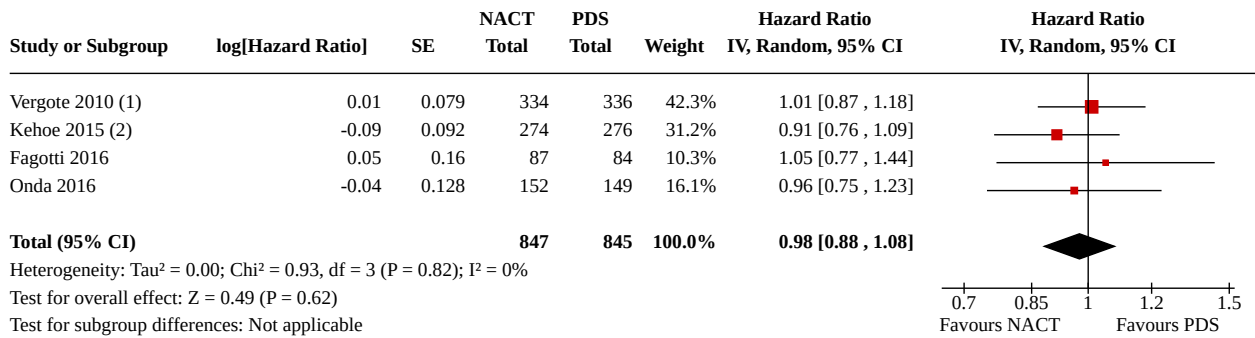 NACT PDS Hazard Ratio Hazard Ratio
Study or Subgroup log[Hazard Ratio] SE Total Total Weight IV, Random, 95% CI IV, Random, 95% CI
Vergote 2010 (1) 0.01 0.079 334 336 42.3% 1.01 [0.87 , 1.18]
Kehoe 2015 (2) -0.09 0.092 274 276 31.2% 0.91 [0.76 , 1.09]
Fagotti 2016 0.05 0.16 87 84 10.3% 1.05 [0.77 , 1.44]
Onda 2016 -0.04 0.128 152 149 16.1% 0.96 [0.75 , 1.23]
Total (95% CI) 847 845 100.0% 0.98 [0.88 , 1.08]
Heterogeneity: Tau² = 0.00; Chi² = 0.93, df = 3 (P = 0.82); I² = 0%
Test for overall effect: Z = 0.49 (P = 0.62)
Test for subgroup differences: Not applicable
0.7 0.85 1 1.2 1.5
Favours NACT Favours PDS